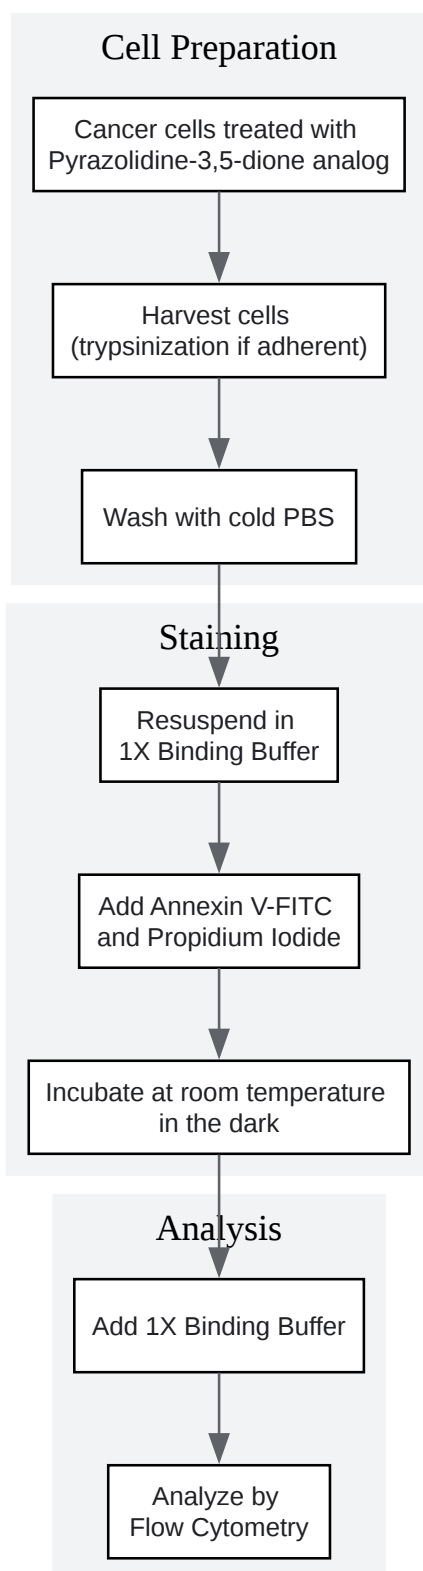 Cell Preparation
Cancer cells treated with
Pyrazolidine-3,5-dione analog
Harvest cells
(trypsinization if adherent)
Wash with cold PBS
Staining
Resuspend in
1X Binding Buffer
Add Annexin V-FITC
and Propidium Iodide
Incubate at room temperature
in the dark
Analysis
Add 1X Binding Buffer
Analyze by
Flow Cytometry